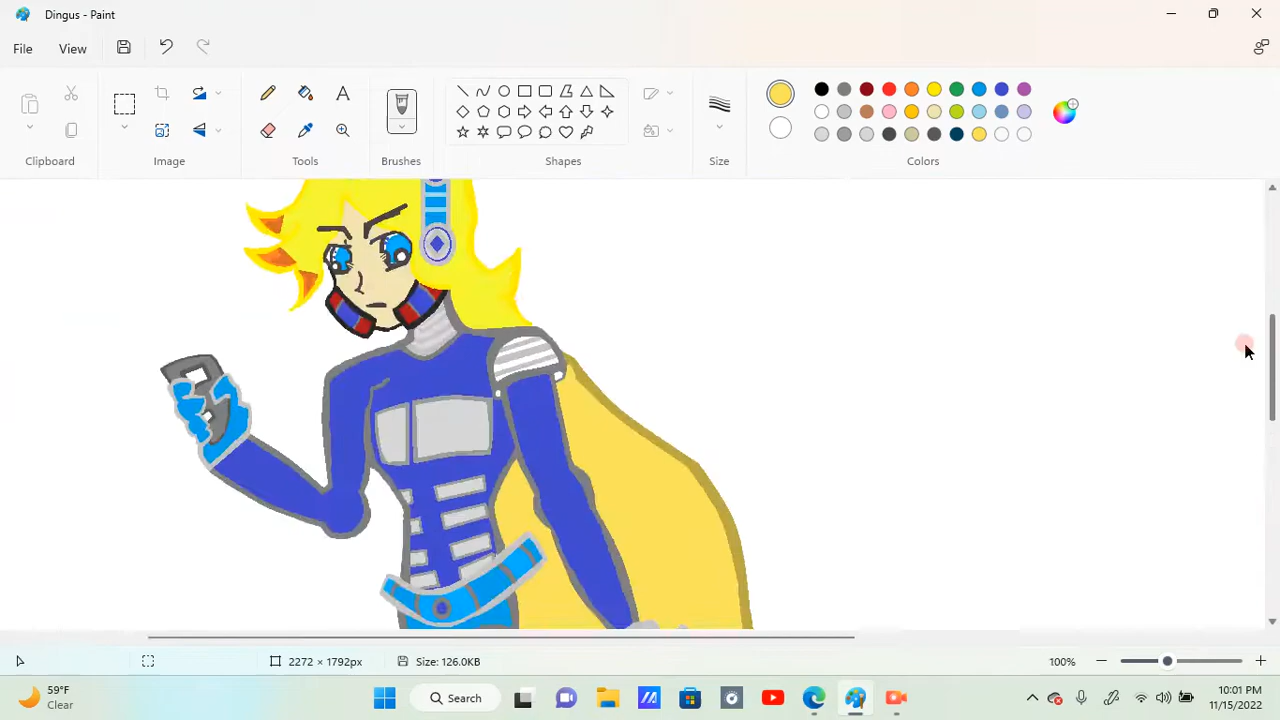 Dingus - Paint
File
View
Clipboard
Image
Tools
Brushes
Shapes
Size
Colors
2272 × 1792px
Size: 126.0KB
100%
59°F
Clear
Search
10:01 PM
11/15/2022